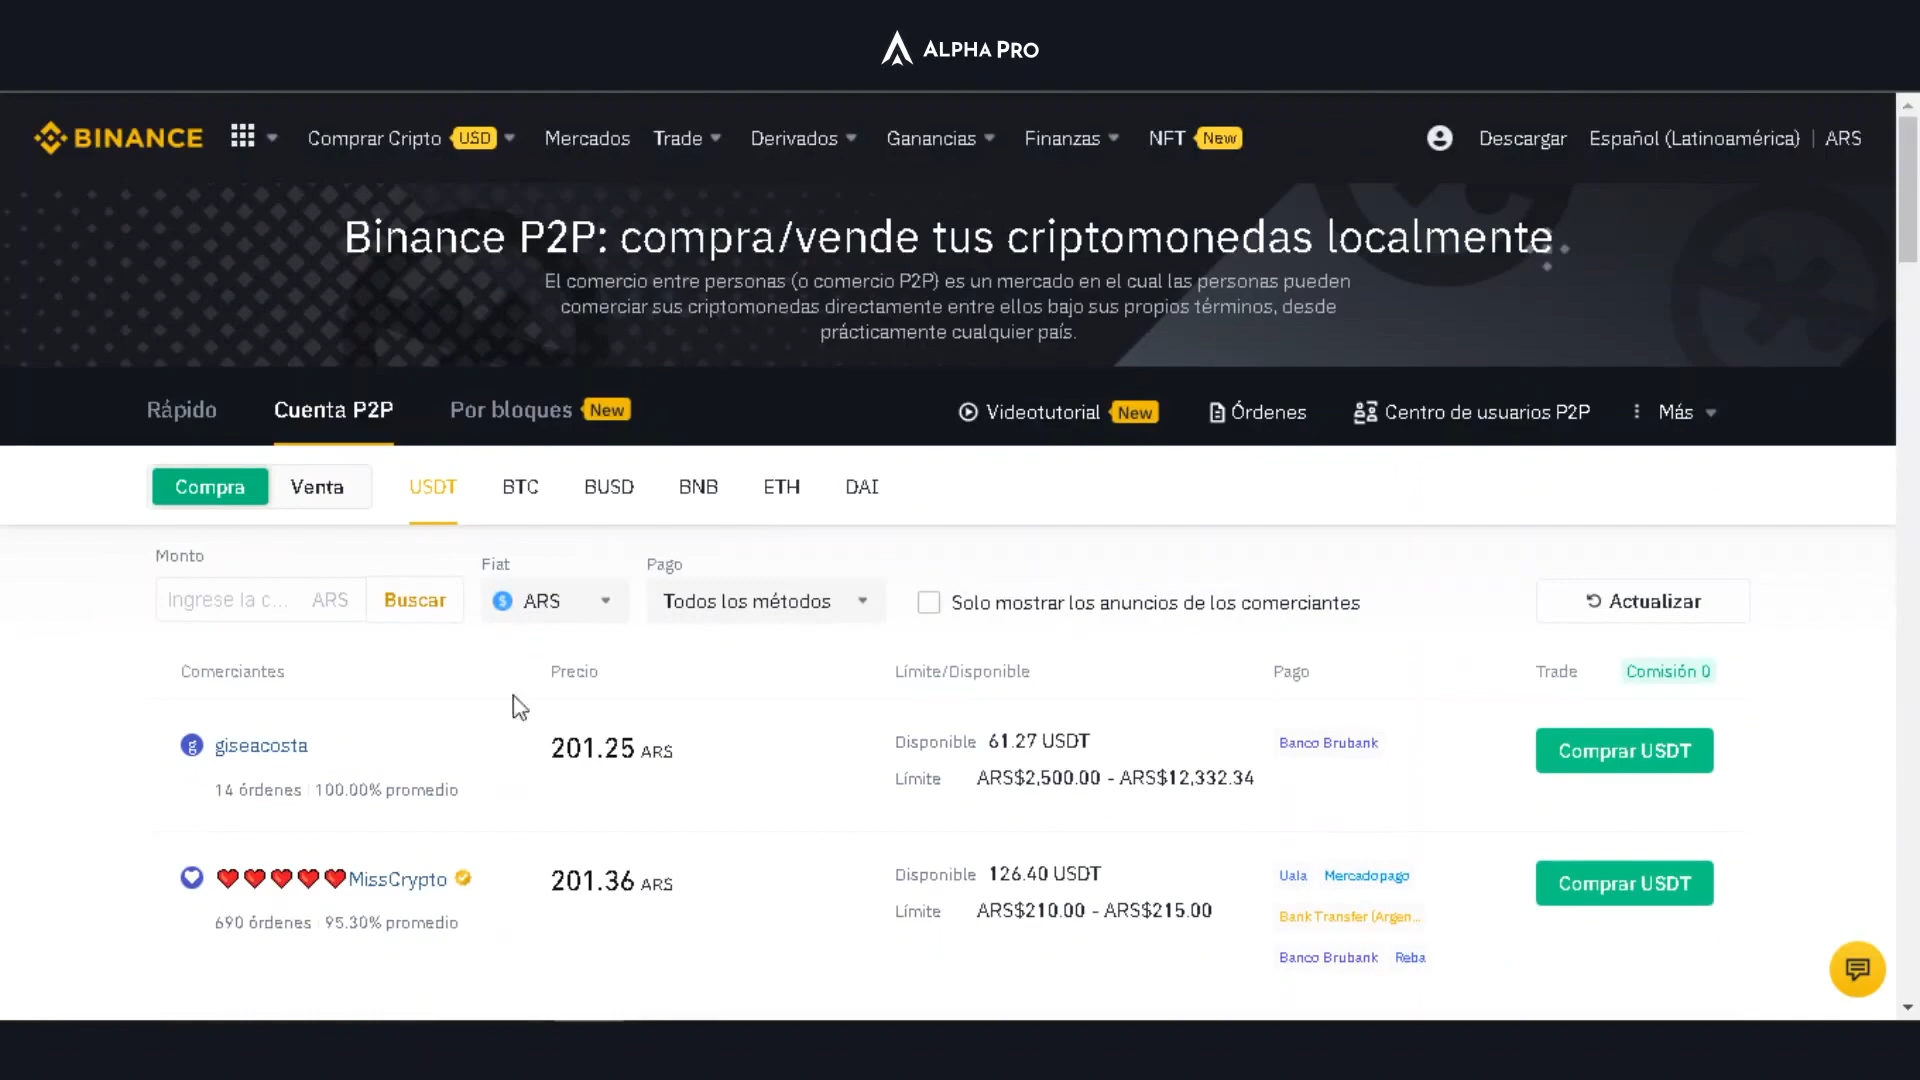 ALPHA PRO
BINANCE Comprar Cripto USD Mercados Trade Derivados Ganancias Finanzas NFT New Descargar Español (Latinoamérica) | ARS
Binance P2P: compra/vende tus criptomonedas localmente
El comercio entre personas (o comercio P2P) es un mercado en el cual las personas pueden
comerciar sus criptomonedas directamente entre ellos bajo sus propios términos, desde
prácticamente cualquier país.
Rápido Cuenta P2P Por bloques New Videotutorial New Órdenes Centro de usuarios P2P Más
Compra Venta USDT BTC BUSD BNB ETH DAI
Monto Fiat Pago
Ingrese la c... ARS Buscar $ ARS Todos los métodos Solo mostrar los anuncios de los comerciantes Actualizar
Comerciantes Precio Límite/Disponible Pago Trade Comisión 0
g giseacosta 201.25 ARS Disponible 61.27 USDT Banco Brubank Comprar USDT
14 órdenes | 100.00% promedio Límite ARS$2,500.00 - ARS$12,332.34
❤️❤️❤️❤️❤️MissCrypto 201.36 ARS Disponible 126.40 USDT Uala Mercadopago Comprar USDT
690 órdenes | 95.30% promedio Límite ARS$210.00 - ARS$215.00 Bank Transfer (Argen...
Banco Brubank Reba